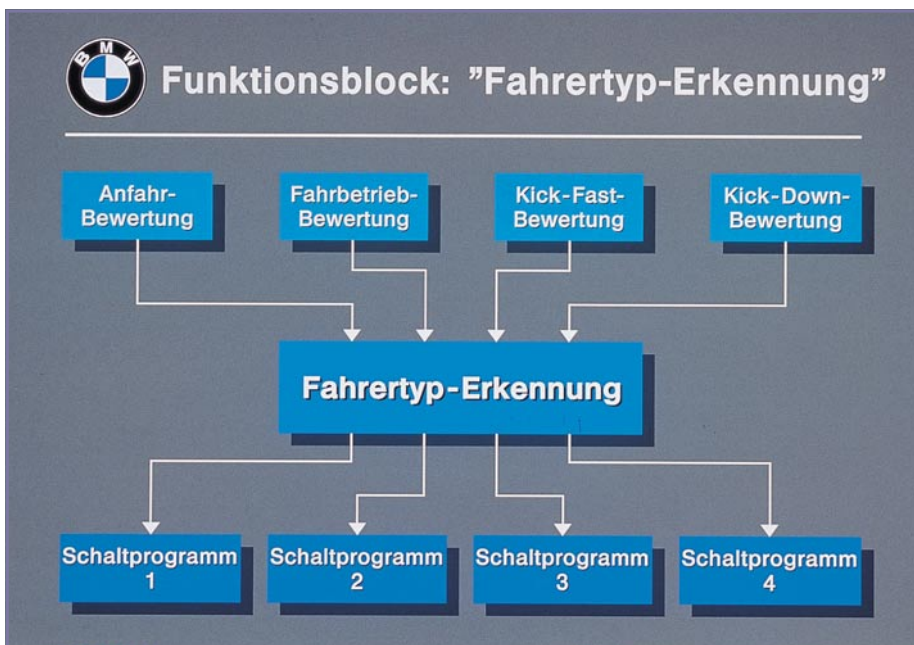 BMW
Funktionsblock: ”Fahrertyp-Erkennung”
Anfahr-
Bewertung
Fahrbetrieb-
Bewertung
Kick-Fast-
Bewertung
Kick-Down-
Bewertung
Fahrertyp-Erkennung
Schaltprogramm
1
Schaltprogramm
2
Schaltprogramm
3
Schaltprogramm
4